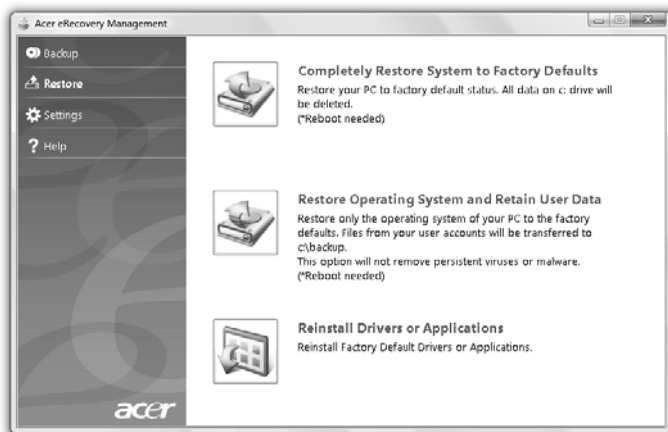 Acer eRecovery Management
Backup
Restore
Settings
Help
Completely Restore System to Factory Defaults
Restore your PC to factory default status. All data on c: drive will
be deleted.
(*Reboot needed)
Restore Operating System and Retain User Data
Restore only the operating system of your PC to the factory
defaults. Files from your user accounts will be transferred to
c:\backup.
This option will not remove persistent viruses or malware.
(*Reboot needed)
Reinstall Drivers or Applications
Reinstall Factory Default Drivers or Applications.
acer